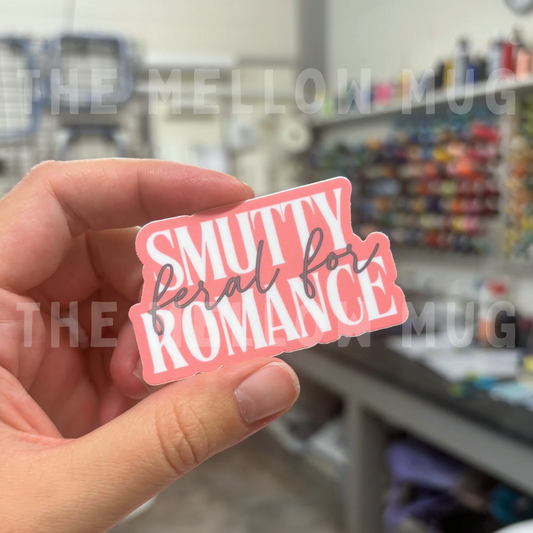 THE MELLOW MUG
SMUTTY
feral for
ROMANCE
THE MELLOW MUG